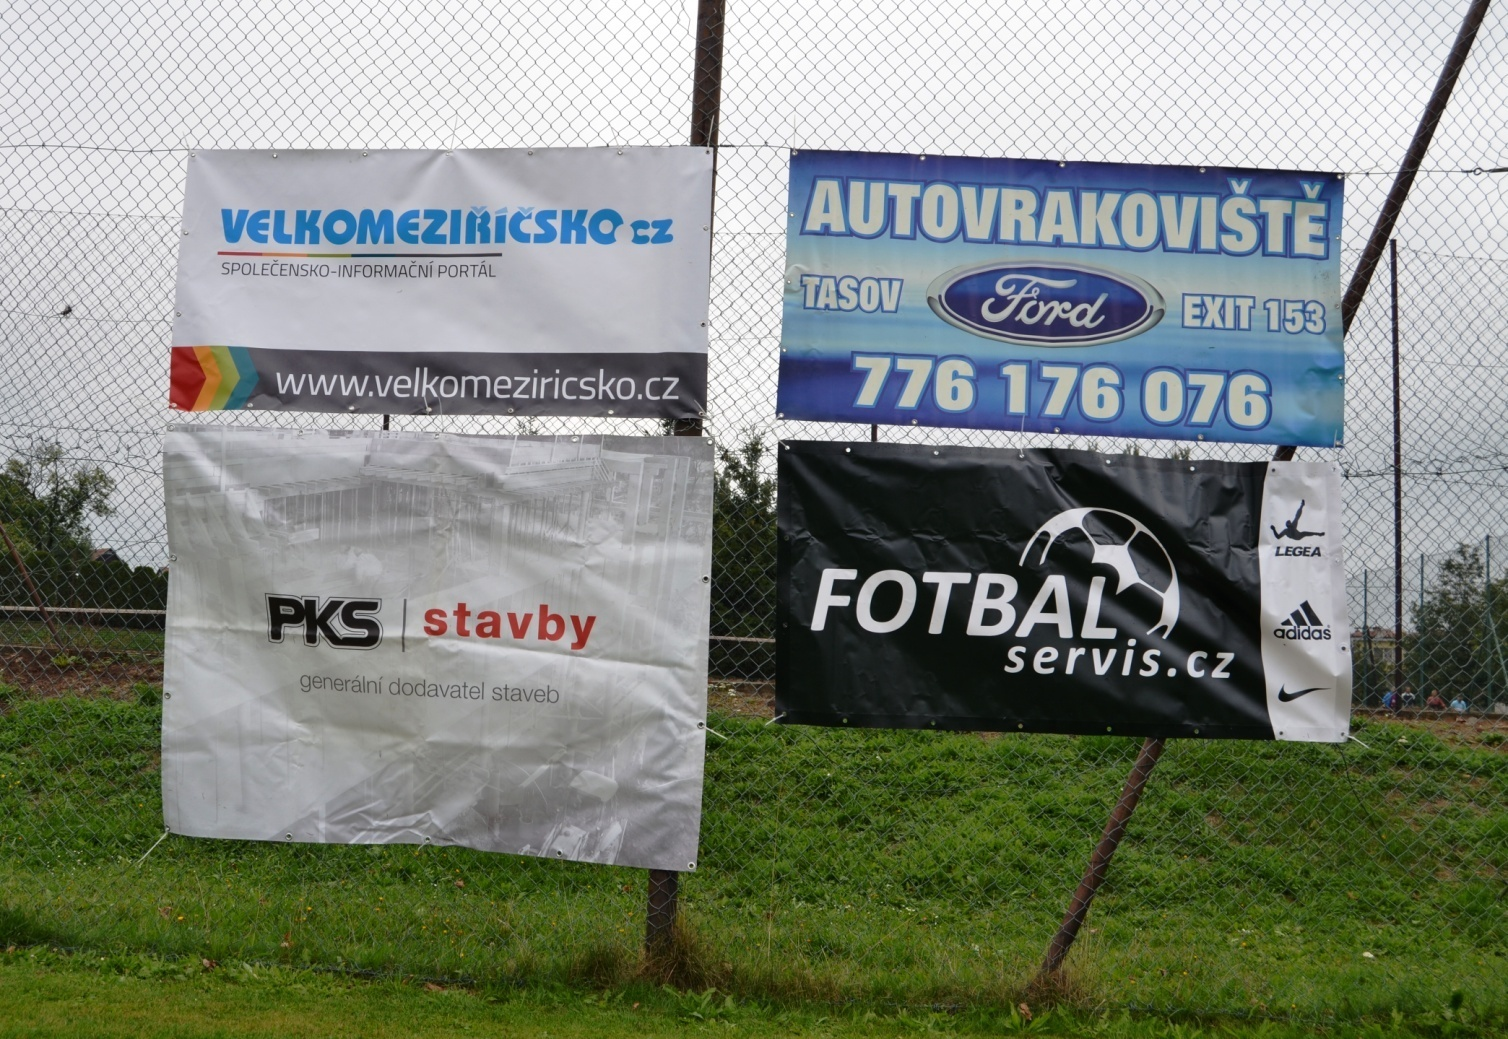 VELKOMEZIŘÍČSKO.cz
SPOLEČENSKO-INFORMAČNÍ PORTÁL
www.velkomeziricsko.cz
AUTOVRAKOVIŠTĚ
TASOV
Ford
EXIT 153
776 176 076
PKS stavby
generální dodavatel staveb
FOTBAL
servis.cz
LEGEA
adidas